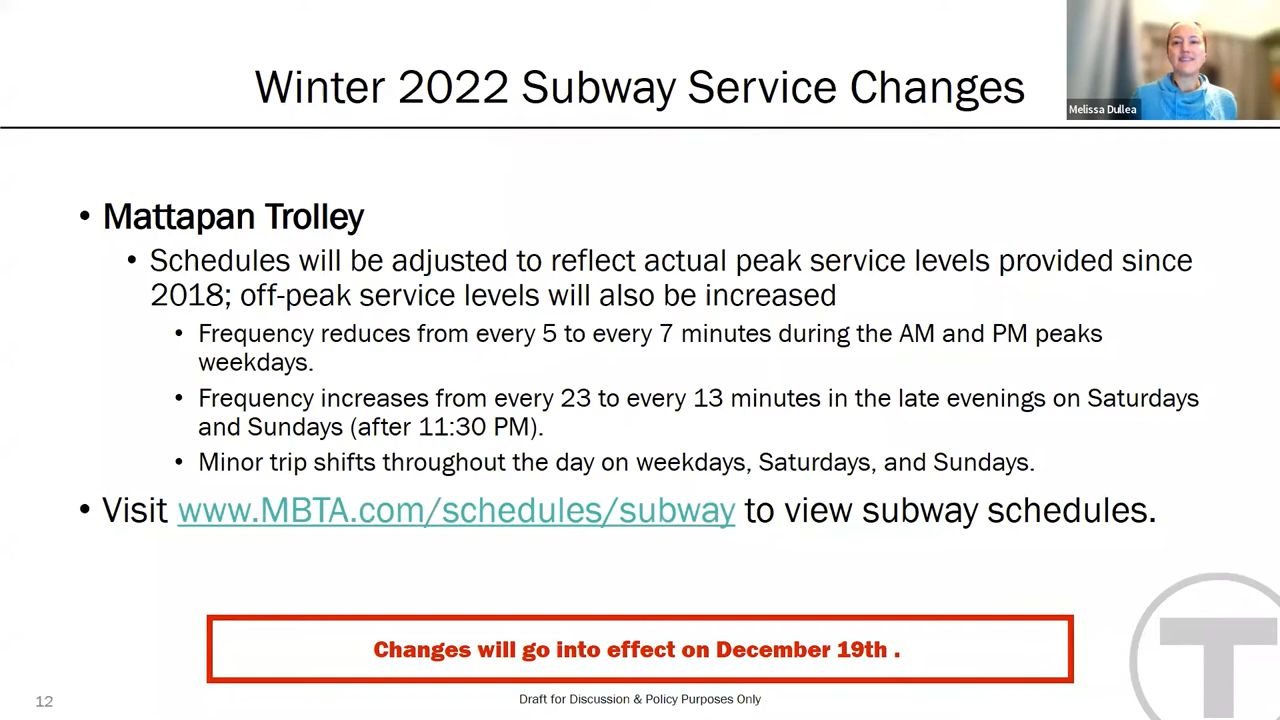 Winter 2022 Subway Service Changes
Melissa Dullea
• Mattapan Trolley
• Schedules will be adjusted to reflect actual peak service levels provided since
2018; off-peak service levels will also be increased
• Frequency reduces from every 5 to every 7 minutes during the AM and PM peaks
weekdays.
• Frequency increases from every 23 to every 13 minutes in the late evenings on Saturdays
and Sundays (after 11:30 PM).
• Minor trip shifts throughout the day on weekdays, Saturdays, and Sundays.
• Visit www.MBTA.com/schedules/subway to view subway schedules.
Changes will go into effect on December 19th .
12
Draft for Discussion & Policy Purposes Only
T